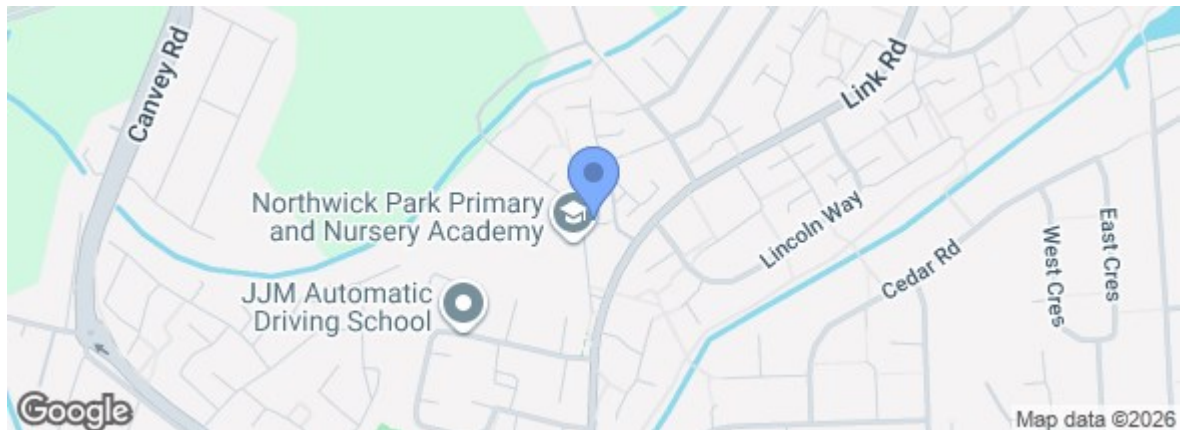 Canvey Rd
Link Rd
Northwick Park Primary
and Nursery Academy
Lincoln Way
East Cres
West Cres
Cedar Rd
JJM Automatic
Driving School
Google
Map data ©2026